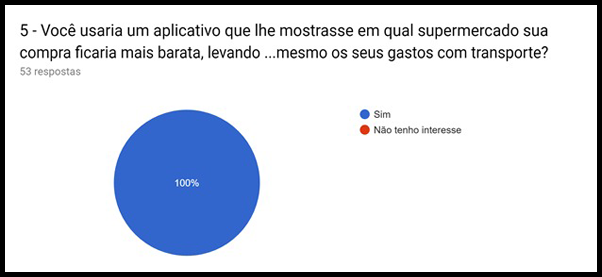 5 - Você usaria um aplicativo que lhe mostrasse em qual supermercado sua
compra ficaria mais barata, levando ...mesmo os seus gastos com transporte?
53 respostas
Sim
Não tenho interesse
100%